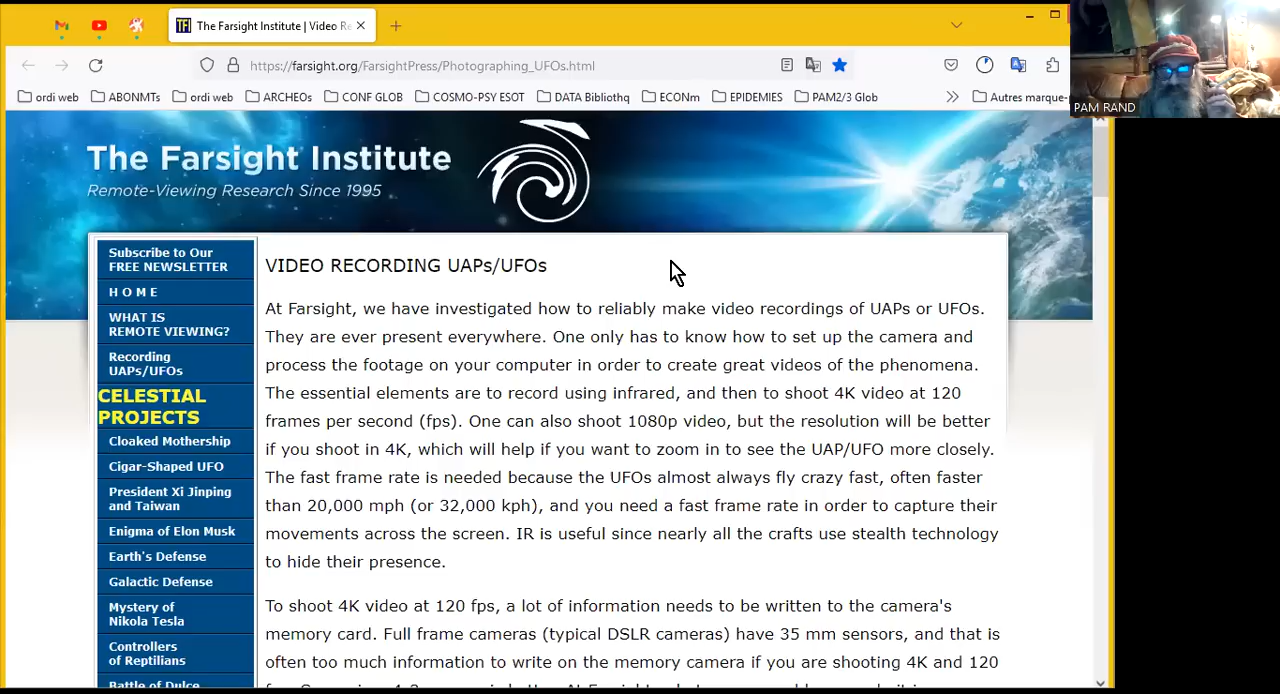 The Farsight Institute | Video Re
https://farsight.org/FarsightPress/Photographing_UFOs.html
ordi web ABONMTs ordi web ARCHEOs CONF GLOB COSMO-PSY ESOT DATA Bibliothq ECONm EPIDEMIES PAM2/3 Glob Autres marque-
PAM RAND
The Farsight Institute
Remote-Viewing Research Since 1995
Subscribe to Our
FREE NEWSLETTER
H O M E
WHAT IS
REMOTE VIEWING?
Recording
UAPs/UFOs
CELESTIAL
PROJECTS
Cloaked Mothership
Cigar-Shaped UFO
President Xi Jinping
and Taiwan
Enigma of Elon Musk
Earth's Defense
Galactic Defense
Mystery of
Nikola Tesla
Controllers
of Reptilians
Battle of Dulce
VIDEO RECORDING UAPs/UFOs
At Farsight, we have investigated how to reliably make video recordings of UAPs or UFOs.
They are ever present everywhere. One only has to know how to set up the camera and
process the footage on your computer in order to create great videos of the phenomena.
The essential elements are to record using infrared, and then to shoot 4K video at 120
frames per second (fps). One can also shoot 1080p video, but the resolution will be better
if you shoot in 4K, which will help if you want to zoom in to see the UAP/UFO more closely.
The fast frame rate is needed because the UFOs almost always fly crazy fast, often faster
than 20,000 mph (or 32,000 kph), and you need a fast frame rate in order to capture their
movements across the screen. IR is useful since nearly all the crafts use stealth technology
to hide their presence.
To shoot 4K video at 120 fps, a lot of information needs to be written to the camera's
memory card. Full frame cameras (typical DSLR cameras) have 35 mm sensors, and that is
often too much information to write on the memory camera if you are shooting 4K and 120